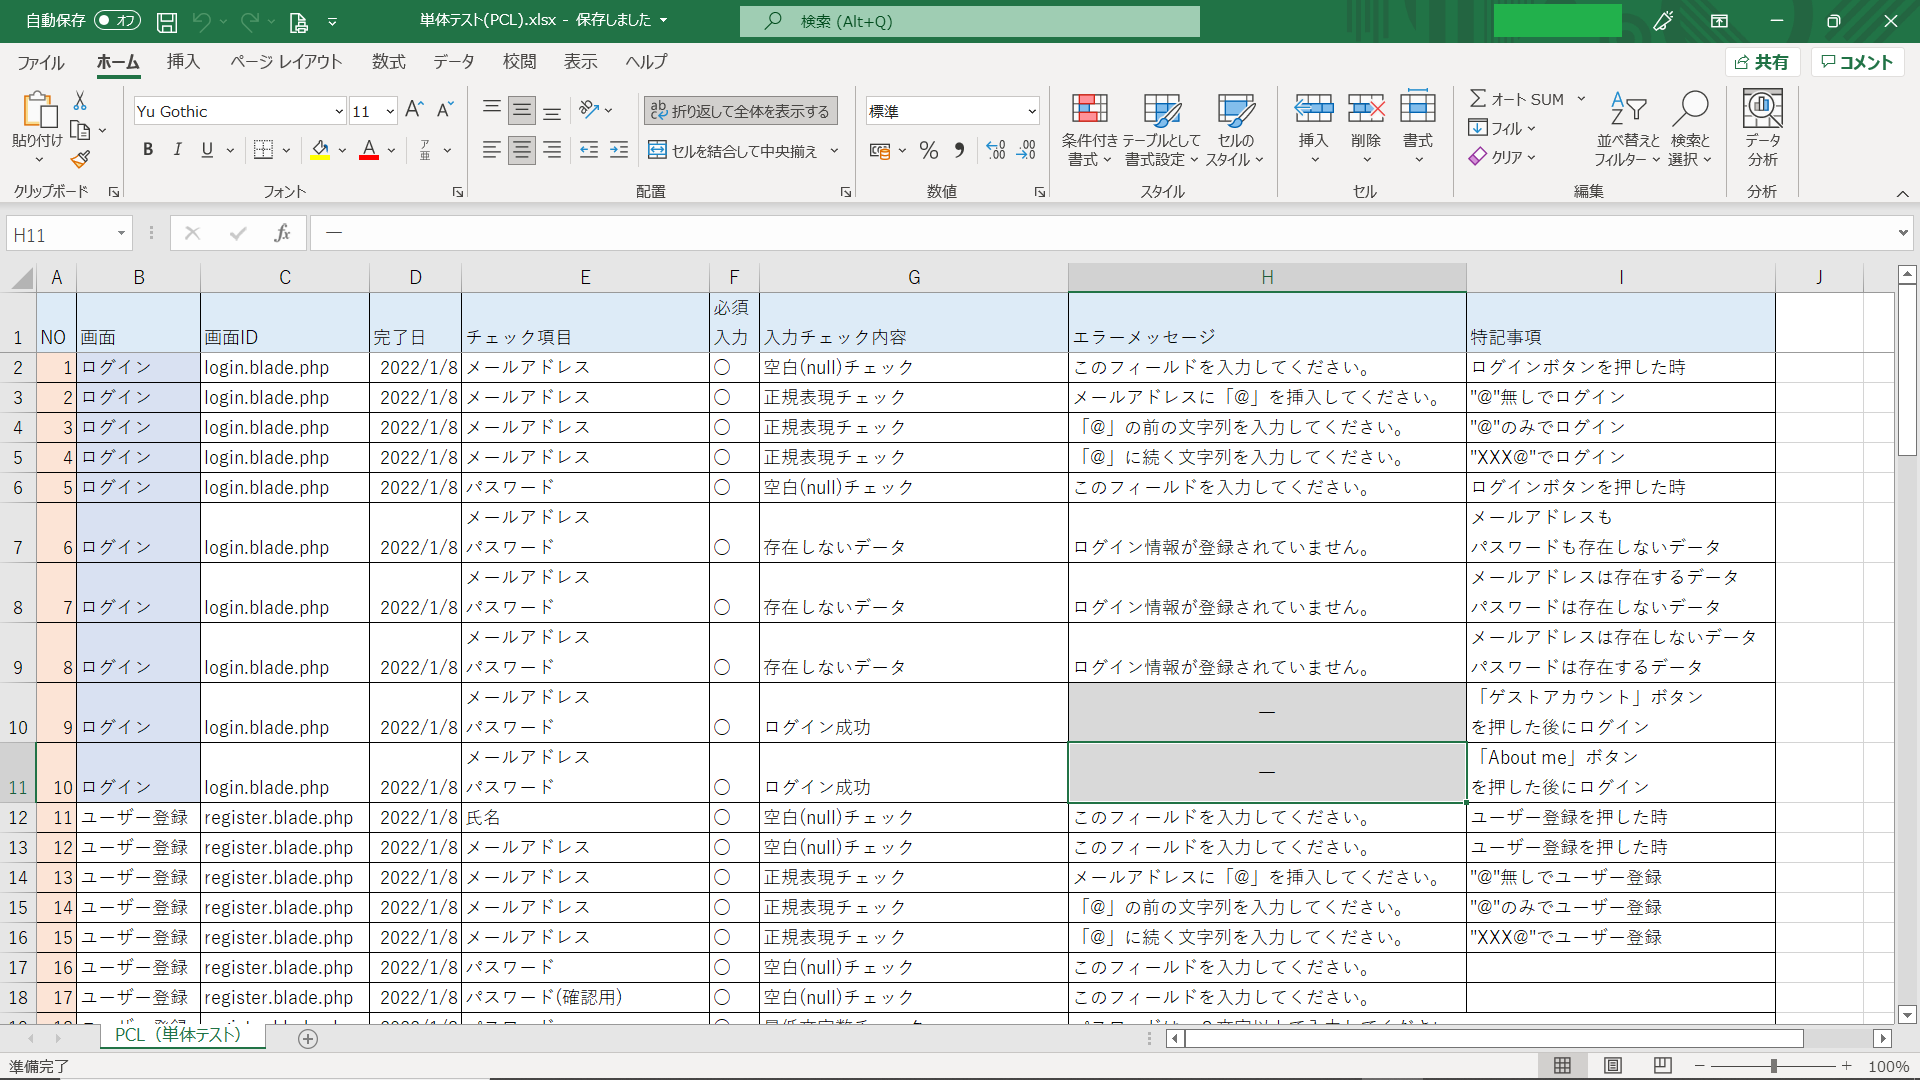 自動保存 オフ 単体テスト(PCL).xlsx - 保存しました 検索 (Alt+Q)
ファイル ホーム 挿入 ページ レイアウト 数式 データ 校閲 表示 ヘルプ 共有 コメント
Yu Gothic 11 折り返して全体を表示する 標準 オート SUM
貼り付け 条件付き テーブルとして セルの 挿入 削除 書式 フィル 並べ替えと 検索と データ
B I U セルを結合して中央揃え 書式 書式設定 スタイル クリア フィルター 選択 分析
クリップボード フォント 配置 数値 スタイル セル 編集 分析
H11 fx —
A B C D E F G H I J
必須
1 NO 画面 画面ID 完了日 チェック項目 入力 入力チェック内容 エラーメッセージ 特記事項
2 1 ログイン login.blade.php 2022/1/8 メールアドレス 〇 空白(null)チェック このフィールドを入力してください。 ログインボタンを押した時
3 2 ログイン login.blade.php 2022/1/8 メールアドレス 〇 正規表現チェック メールアドレスに「@」を挿入してください。 "@"無しでログイン
4 3 ログイン login.blade.php 2022/1/8 メールアドレス 〇 正規表現チェック 「@」の前の文字列を入力してください。 "@"のみでログイン
5 4 ログイン login.blade.php 2022/1/8 メールアドレス 〇 正規表現チェック 「@」に続く文字列を入力してください。 "XXX@"でログイン
6 5 ログイン login.blade.php 2022/1/8 パスワード 〇 空白(null)チェック このフィールドを入力してください。 ログインボタンを押した時
メールアドレス メールアドレスも
7 6 ログイン login.blade.php 2022/1/8 パスワード 〇 存在しないデータ ログイン情報が登録されていません。 パスワードも存在しないデータ
メールアドレス メールアドレスは存在するデータ
8 7 ログイン login.blade.php 2022/1/8 パスワード 〇 存在しないデータ ログイン情報が登録されていません。 パスワードは存在しないデータ
メールアドレス メールアドレスは存在しないデータ
9 8 ログイン login.blade.php 2022/1/8 パスワード 〇 存在しないデータ ログイン情報が登録されていません。 パスワードは存在するデータ
メールアドレス — 「ゲストアカウント」ボタン
10 9 ログイン login.blade.php 2022/1/8 パスワード 〇 ログイン成功 を押した後にログイン
メールアドレス — 「About me」ボタン
11 10 ログイン login.blade.php 2022/1/8 パスワード 〇 ログイン成功 を押した後にログイン
12 11 ユーザー登録 register.blade.php 2022/1/8 氏名 〇 空白(null)チェック このフィールドを入力してください。 ユーザー登録を押した時
13 12 ユーザー登録 register.blade.php 2022/1/8 メールアドレス 〇 空白(null)チェック このフィールドを入力してください。 ユーザー登録を押した時
14 13 ユーザー登録 register.blade.php 2022/1/8 メールアドレス 〇 正規表現チェック メールアドレスに「@」を挿入してください。 "@"無しでユーザー登録
15 14 ユーザー登録 register.blade.php 2022/1/8 メールアドレス 〇 正規表現チェック 「@」の前の文字列を入力してください。 "@"のみでユーザー登録
16 15 ユーザー登録 register.blade.php 2022/1/8 メールアドレス 〇 正規表現チェック 「@」に続く文字列を入力してください。 "XXX@"でユーザー登録
17 16 ユーザー登録 register.blade.php 2022/1/8 パスワード 〇 空白(null)チェック このフィールドを入力してください。
18 17 ユーザー登録 register.blade.php 2022/1/8 パスワード(確認用) 〇 空白(null)チェック このフィールドを入力してください。
PCL（単体テスト）
準備完了 100%